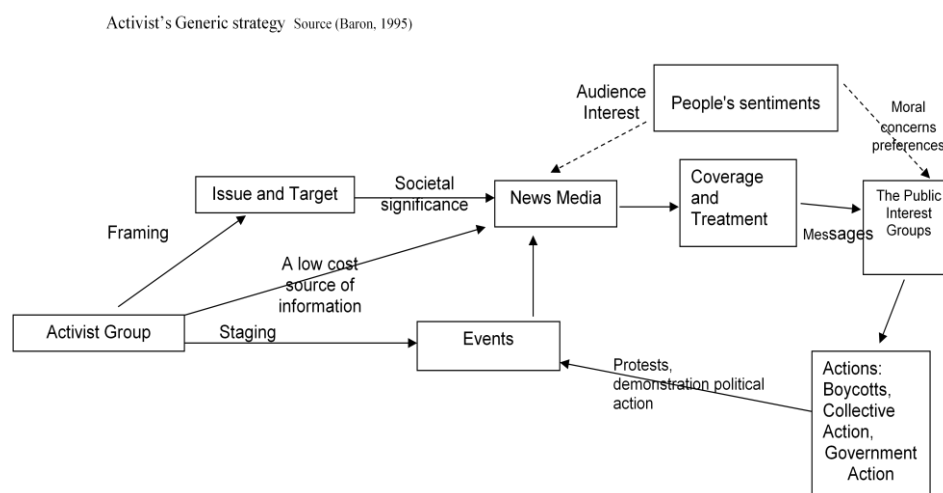 Activist's Generic strategy Source (Baron, 1995)
Audience
Interest
People's sentiments
Moral
concerns
preferences
Issue and Target
Societal
significance
News Media
Coverage
and
Treatment
The Public
Interest
Groups
Messages
Framing
A low cost
source of
information
Activist Group
Staging
Events
Protests,
demonstration political
action
Actions:
Boycotts,
Collective
Action,
Government
Action